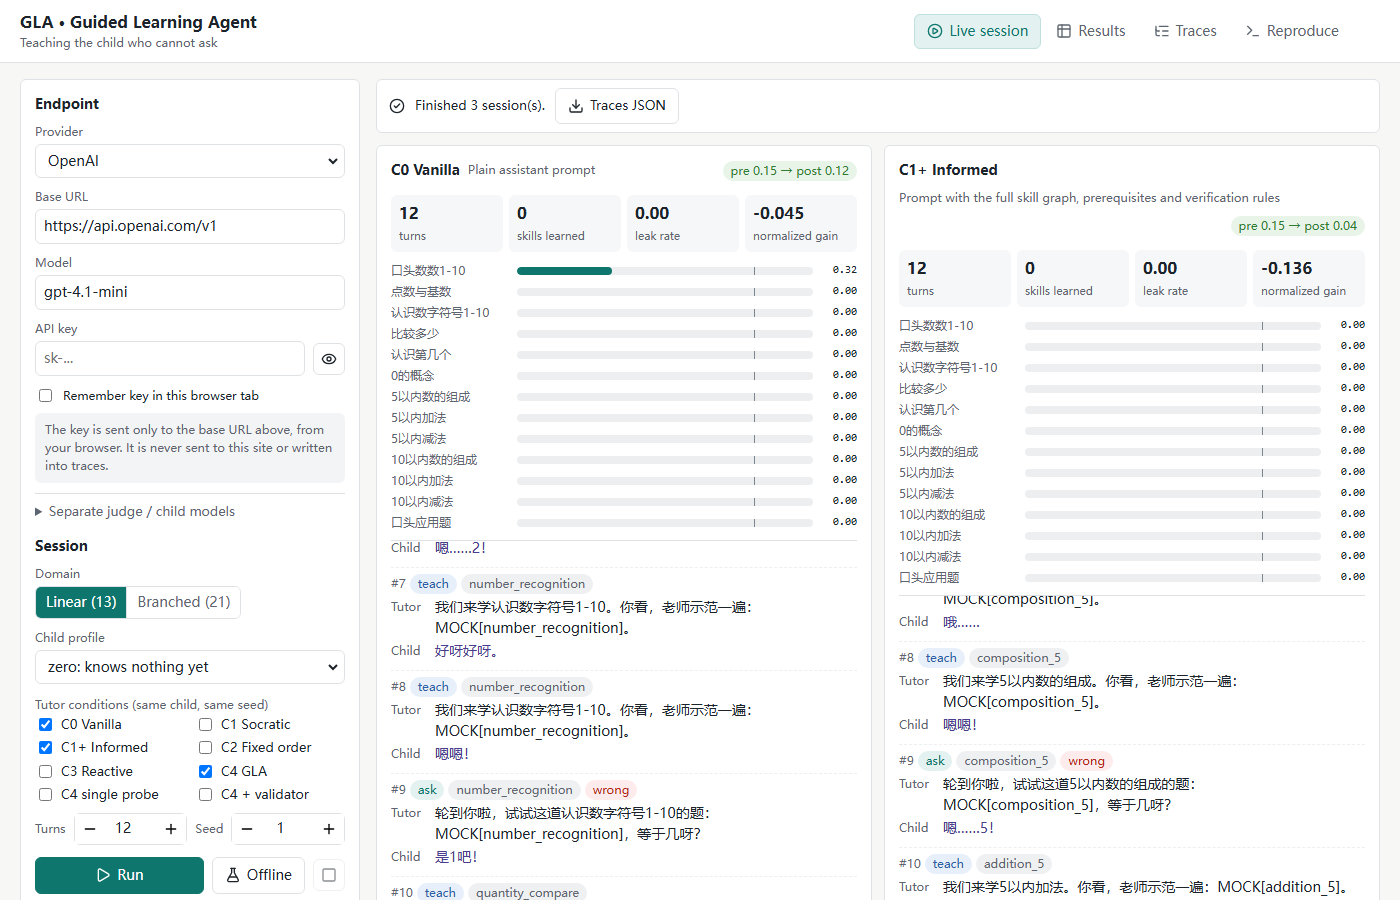 GLA • Guided Learning Agent
Teaching the child who cannot ask
Live session
Results
Traces
Reproduce
Endpoint
Provider
OpenAI
Base URL
https://api.openai.com/v1
Model
gpt-4.1-mini
API key
sk-...
Remember key in this browser tab
The key is sent only to the base URL above, from
your browser. It is never sent to this site or written
into traces.
Separate judge / child models
Session
Domain
Linear (13)
Branched (21)
Child profile
zero: knows nothing yet
Tutor conditions (same child, same seed)
C0 Vanilla
C1 Socratic
C1+ Informed
C2 Fixed order
C3 Reactive
C4 GLA
C4 single probe
C4 + validator
Turns
12
Seed
1
Run
Offline
Finished 3 session(s).
Traces JSON
C0 Vanilla Plain assistant prompt
pre 0.15 → post 0.12
12
turns
0
skills learned
0.00
leak rate
-0.045
normalized gain
口头数数1-10 0.32
点数与基数 0.00
认识数字符号1-10 0.00
比较多少 0.00
认识第几个 0.00
0的概念 0.00
5以内数的组成 0.00
5以内加法 0.00
5以内减法 0.00
10以内数的组成 0.00
10以内加法 0.00
10以内减法 0.00
口头应用题 0.00
Child 嗯……2！
#7 teach number_recognition
Tutor 我们来学认识数字符号1-10。你看，老师示范一遍：
MOCK[number_recognition]。
Child 好呀好呀。
#8 teach number_recognition
Tutor 我们来学认识数字符号1-10。你看，老师示范一遍：
MOCK[number_recognition]。
Child 嗯嗯！
#9 ask number_recognition wrong
Tutor 轮到你啦，试试这道认识数字符号1-10的题：
MOCK[number_recognition]，等于几呀？
Child 是1吧！
#10 teach quantity_compare
C1+ Informed
Prompt with the full skill graph, prerequisites and verification rules
pre 0.15 → post 0.04
12
turns
0
skills learned
0.00
leak rate
-0.136
normalized gain
口头数数1-10 0.00
点数与基数 0.00
认识数字符号1-10 0.00
比较多少 0.00
认识第几个 0.00
0的概念 0.00
5以内数的组成 0.00
5以内加法 0.00
5以内减法 0.00
10以内数的组成 0.00
10以内加法 0.00
10以内减法 0.00
口头应用题 0.00
MOCK[composition_5]。
Child 哦……
#8 teach composition_5
Tutor 我们来学5以内数的组成。你看，老师示范一遍：
MOCK[composition_5]。
Child 嗯嗯！
#9 ask composition_5 wrong
Tutor 轮到你啦，试试这道5以内数的组成的题：
MOCK[composition_5]，等于几呀？
Child 嗯……5！
#10 teach addition_5
Tutor 我们来学5以内加法。你看，老师示范一遍：MOCK[addition_5]。